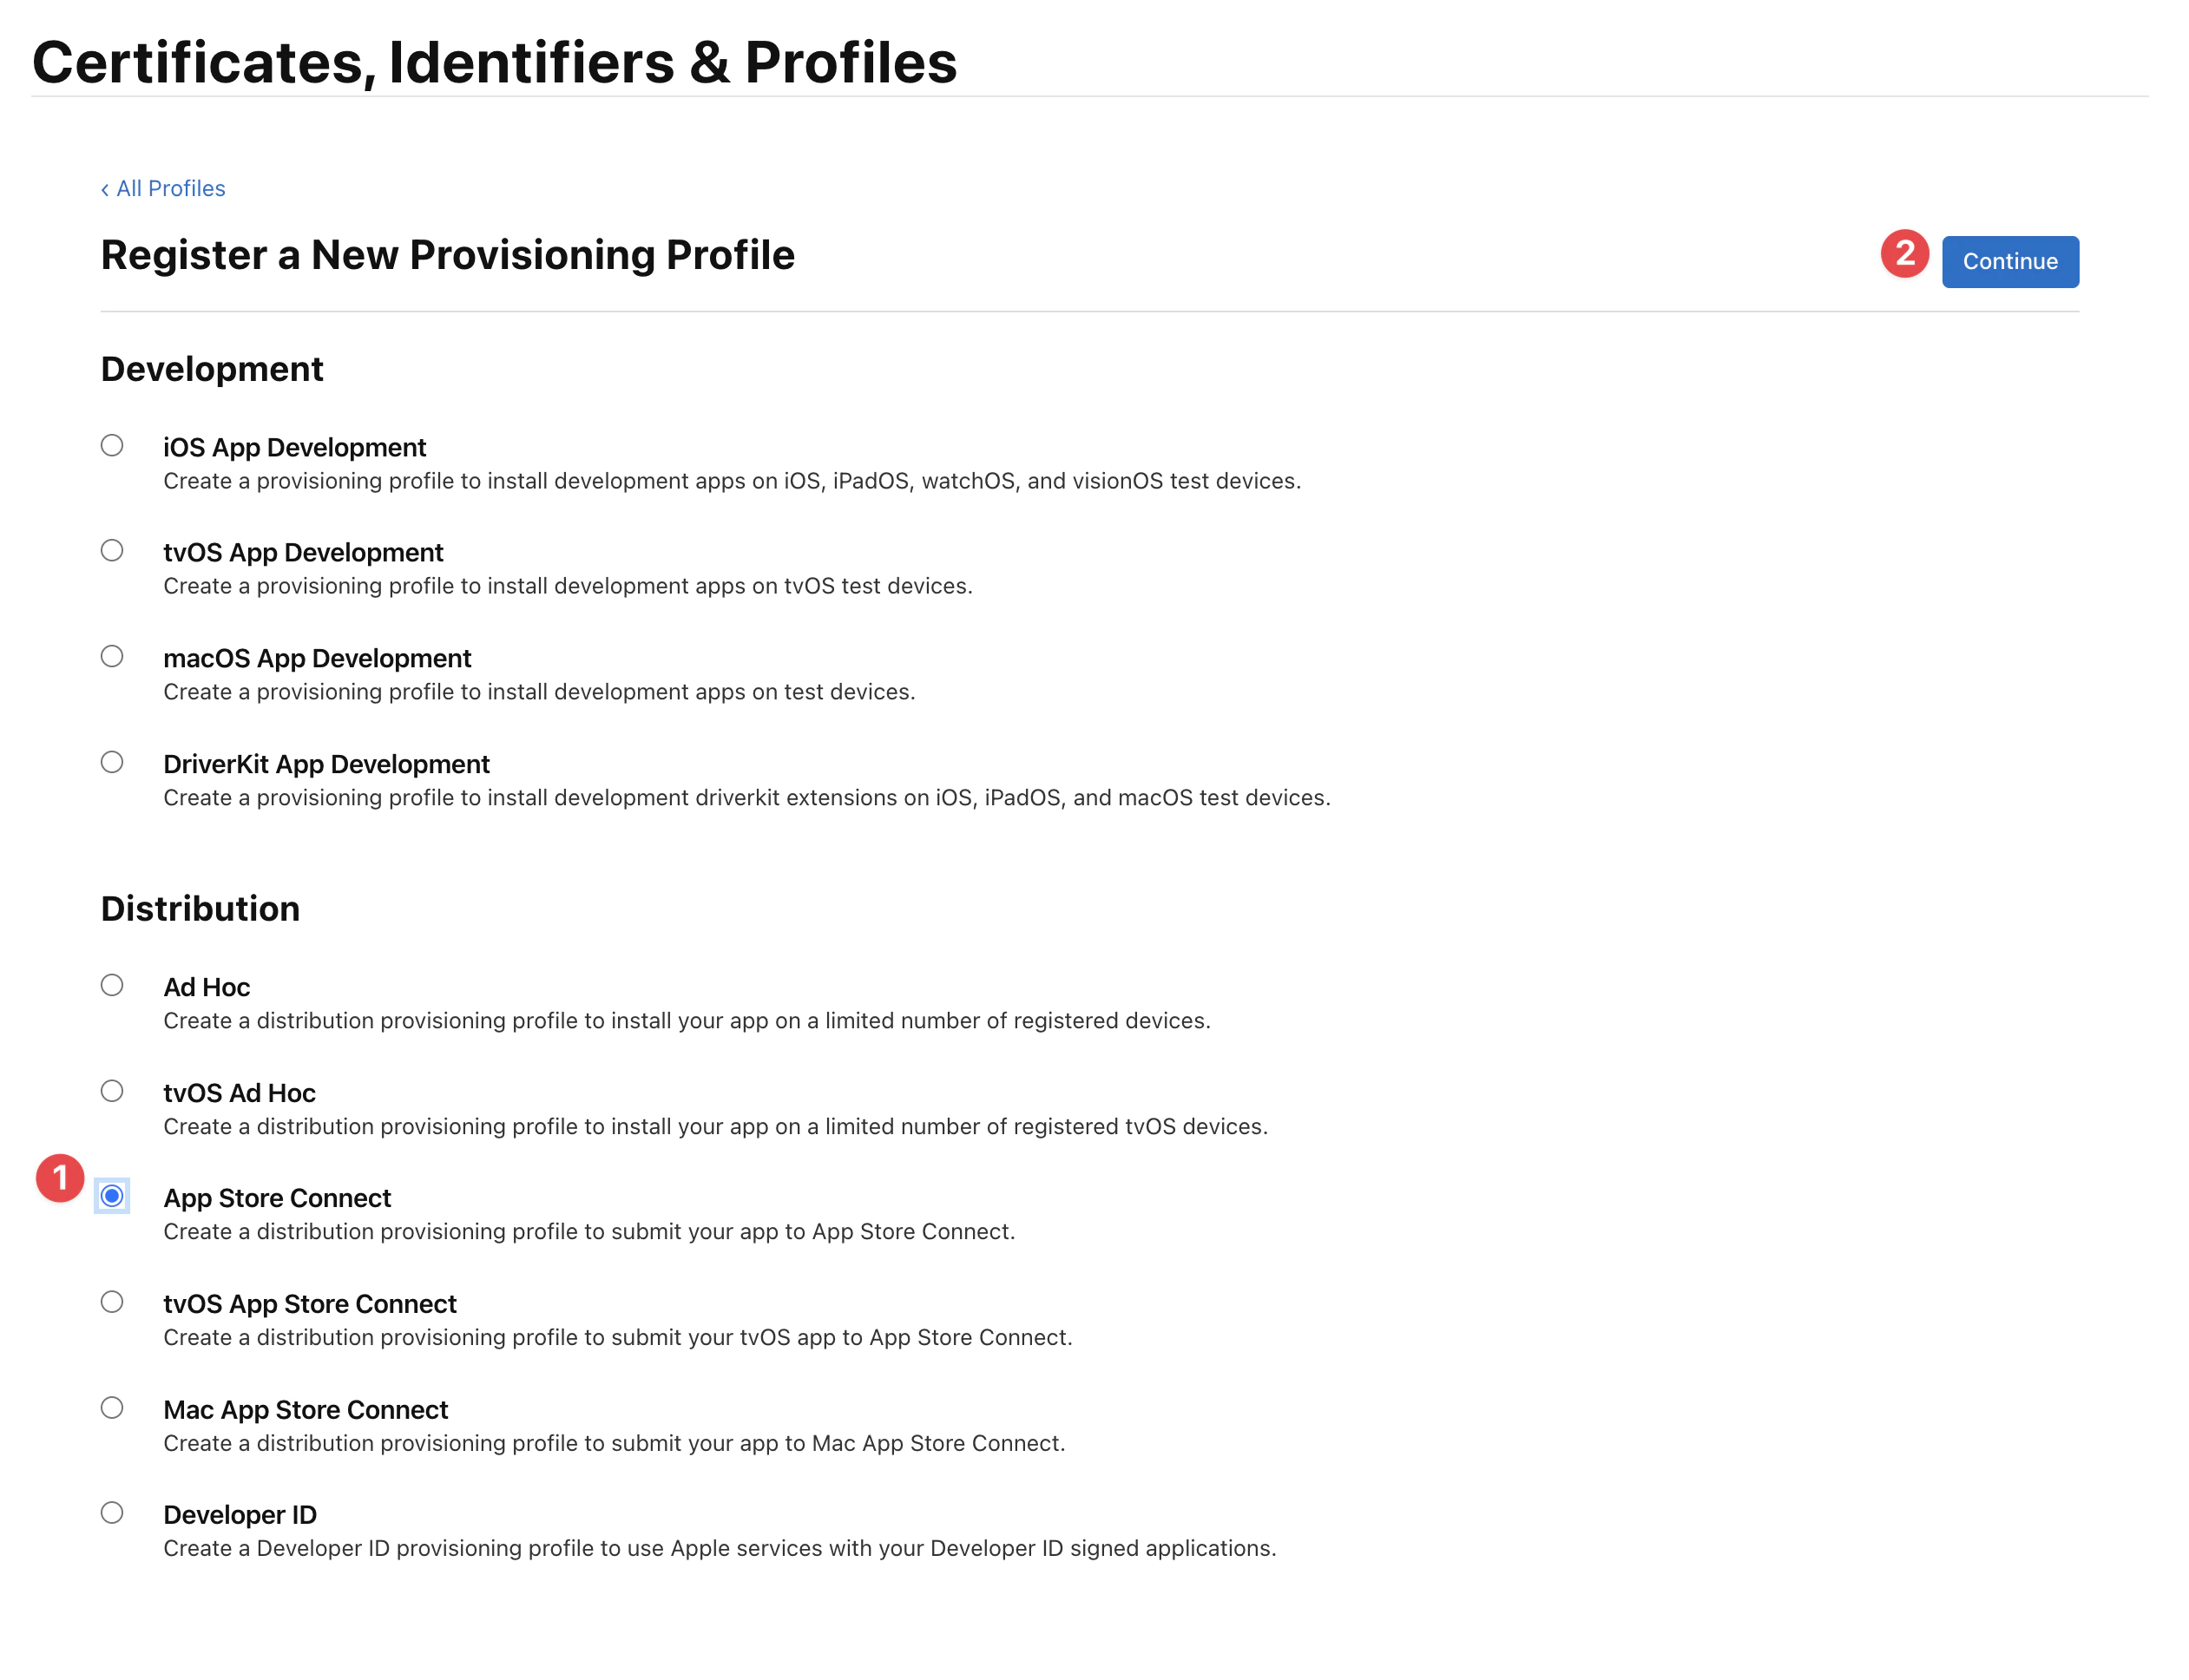 Certificates, Identifiers & Profiles
‹ All Profiles
Register a New Provisioning Profile
2
Continue
Development
iOS App Development
Create a provisioning profile to install development apps on iOS, iPadOS, watchOS, and visionOS test devices.
tvOS App Development
Create a provisioning profile to install development apps on tvOS test devices.
macOS App Development
Create a provisioning profile to install development apps on test devices.
DriverKit App Development
Create a provisioning profile to install development driverkit extensions on iOS, iPadOS, and macOS test devices.
Distribution
Ad Hoc
Create a distribution provisioning profile to install your app on a limited number of registered devices.
tvOS Ad Hoc
Create a distribution provisioning profile to install your app on a limited number of registered tvOS devices.
1
App Store Connect
Create a distribution provisioning profile to submit your app to App Store Connect.
tvOS App Store Connect
Create a distribution provisioning profile to submit your tvOS app to App Store Connect.
Mac App Store Connect
Create a distribution provisioning profile to submit your app to Mac App Store Connect.
Developer ID
Create a Developer ID provisioning profile to use Apple services with your Developer ID signed applications.